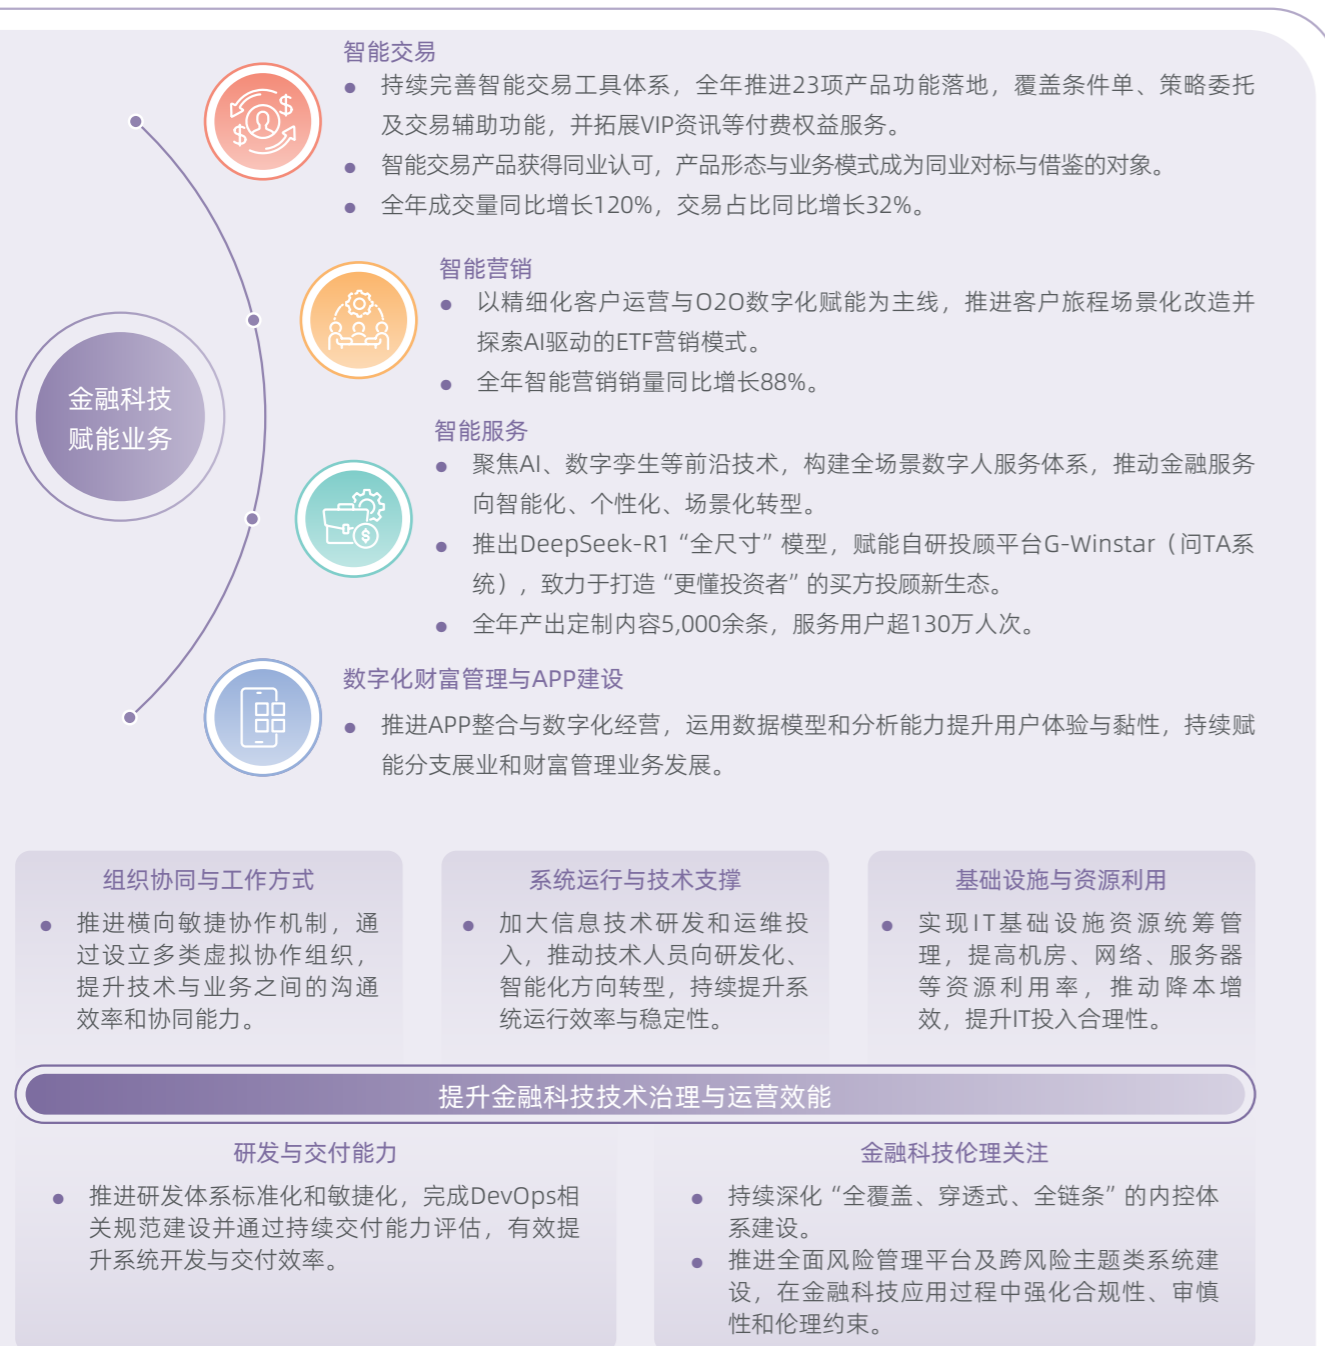 智能交易
● 持续完善智能交易工具体系，全年推进23项产品功能落地，覆盖条件单、策略委托
及交易辅助功能，并拓展VIP资讯等付费权益服务。
● 智能交易产品获得同业认可，产品形态与业务模式成为同业对标与借鉴的对象。
● 全年成交量同比增长120%，交易占比同比增长32%。
智能营销
● 以精细化客户运营与O2O数字化赋能为主线，推进客户旅程场景化改造并
探索AI驱动的ETF营销模式。
● 全年智能营销销量同比增长88%。
金融科技
赋能业务
智能服务
● 聚焦AI、数字孪生等前沿技术，构建全场景数字人服务体系，推动金融服务
向智能化、个性化、场景化转型。
● 推出DeepSeek-R1“全尺寸”模型，赋能自研投顾平台G-Winstar（问TA系
统），致力于打造“更懂投资者”的买方投顾新生态。
● 全年产出定制内容5,000余条，服务用户超130万人次。
数字化财富管理与APP建设
● 推进APP整合与数字化经营，运用数据模型和分析能力提升用户体验与黏性，持续赋
能分支展业和财富管理业务发展。
组织协同与工作方式
● 推进横向敏捷协作机制，通
过设立多类虚拟协作组织，
提升技术与业务之间的沟通
效率和协同能力。
系统运行与技术支撑
● 加大信息技术研发和运维投
入，推动技术人员向研发化、
智能化方向转型，持续提升系
统运行效率与稳定性。
基础设施与资源利用
● 实现IT基础设施资源统筹管
理，提高机房、网络、服务器
等资源利用率，推动降本增
效，提升IT投入合理性。
提升金融科技技术治理与运营效能
研发与交付能力
● 推进研发体系标准化和敏捷化，完成DevOps相
关规范建设并通过持续交付能力评估，有效提
升系统开发与交付效率。
金融科技伦理关注
● 持续深化“全覆盖、穿透式、全链条”的内控体
系建设。
● 推进全面风险管理平台及跨风险主题类系统建
设，在金融科技应用过程中强化合规性、审慎
性和伦理约束。